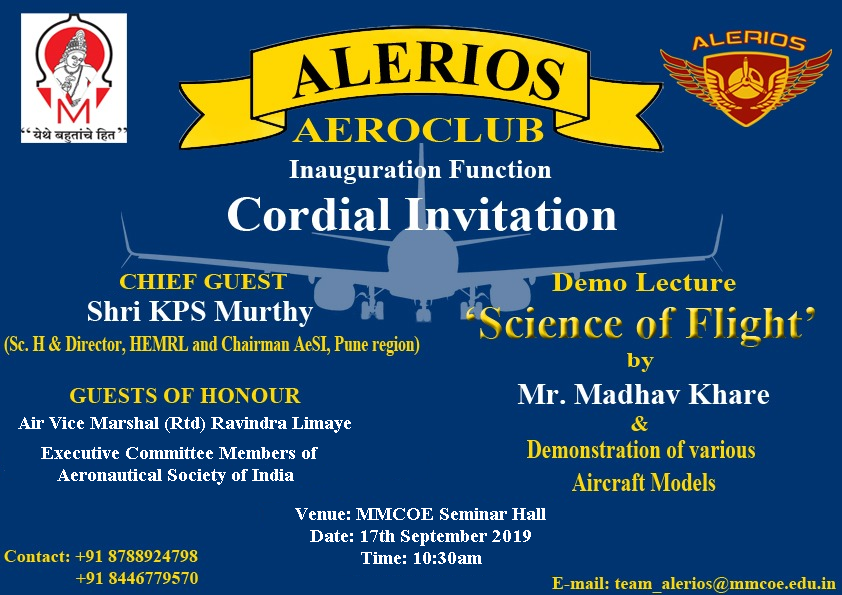 M
“येथे बहुतांचे हित”
ALERIOS
ALERIOS
AEROCLUB
Inauguration Function
Cordial Invitation
CHIEF GUEST
Shri KPS Murthy
(Sc. H & Director, HEMRL and Chairman AeSI, Pune region)
GUESTS OF HONOUR
Air Vice Marshal (Rtd) Ravindra Limaye
Executive Committee Members of
Aeronautical Society of India
Demo Lecture
‘Science of Flight’
by
Mr. Madhav Khare
&
Demonstration of various
Aircraft Models
Venue: MMCOE Seminar Hall
Date: 17th September 2019
Time: 10:30am
Contact: +91 8788924798
+91 8446779570
E-mail: team_alerios@mmcoe.edu.in